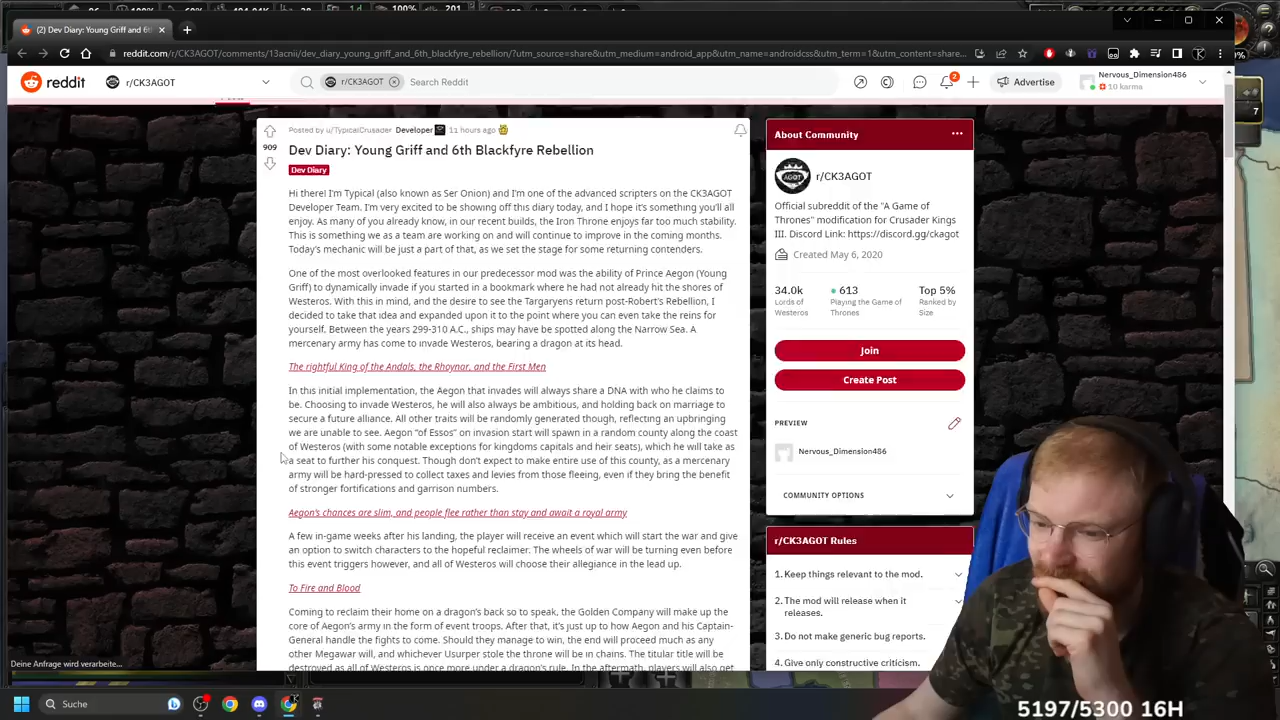 (2) Dev Diary: Young Griff and 6th
reddit.com/r/CK3AGOT/comments/13acnii/dev_diary_young_griff_and_6th_blackfyre_rebellion/?utm_source=share&utm_medium=android_app&utm_name=androidcss&utm_term=1&utm_content=share...
reddit
r/CK3AGOT
r/CK3AGOT
Search Reddit
2
Advertise
Nervous_Dimension486
10 karma
Posted by u/TypicalCrusader Developer 11 hours ago
909
Dev Diary: Young Griff and 6th Blackfyre Rebellion
Dev Diary
Hi there! I'm Typical (also known as Ser Onion) and I'm one of the advanced scripters on the CK3AGOT
Developer Team. I'm very excited to be showing off this diary today, and I hope it's something you'll all
enjoy. As many of you already know, in our recent builds, the Iron Throne enjoys far too much stability.
This is something we as a team are working on and will continue to improve in the coming months.
Today's mechanic will be just a part of that, as we set the stage for some returning contenders.
One of the most overlooked features in our predecessor mod was the ability of Prince Aegon (Young
Griff) to dynamically invade if you started in a bookmark where he had not already hit the shores of
Westeros. With this in mind, and the desire to see the Targaryens return post-Robert's Rebellion, I
decided to take that idea and expanded upon it to the point where you can even take the reins for
yourself. Between the years 299-310 A.C., ships may be spotted along the Narrow Sea. A
mercenary army has come to invade Westeros, bearing a dragon at its head.
The rightful King of the Andals, the Rhoynar, and the First Men
In this initial implementation, the Aegon that invades will always share a DNA with who he claims to
be. Choosing to invade Westeros, he will also always be ambitious, and holding back on marriage to
secure a future alliance. All other traits will be randomly generated though, reflecting an upbringing
we are unable to see. Aegon "of Essos" on invasion start will spawn in a random county along the coast
of Westeros (with some notable exceptions for kingdoms capitals and heir seats), which he will take as
a seat to further his conquest. Though don't expect to make entire use of this county, as a mercenary
army will be hard-pressed to collect taxes and levies from those fleeing, even if they bring the benefit
of stronger fortifications and garrison numbers.
Aegon's chances are slim, and people flee rather than stay and await a royal army
A few in-game weeks after his landing, the player will receive an event which will start the war and give
an option to switch characters to the hopeful reclaimer. The wheels of war will be turning even before
this event triggers however, and all of Westeros will choose their allegiance in the lead up.
To Fire and Blood
Coming to reclaim their home on a dragon's back so to speak, the Golden Company will make up the
core of Aegon's army in the form of event troops. After that, it's just up to how Aegon and his Captain-
General handle the fights to come. Should they manage to win, the end will proceed much as any
other Megawar will, and whichever Usurper stole the throne will be in chains. The titular title will be
destroyed as all of Westeros is once more under a dragon's rule. In the aftermath, players will also get
About Community
r/CK3AGOT
Official subreddit of the "A Game of
Thrones" modification for Crusader Kings
III. Discord Link: https://discord.gg/ckagot
Created May 6, 2020
34.0k
Lords of
Westeros
613
Playing the Game of
Thrones
Top 5%
Ranked by
Size
Join
Create Post
PREVIEW
Nervous_Dimension486
COMMUNITY OPTIONS
r/CK3AGOT Rules
1. Keep things relevant to the mod.
2. The mod will release when it
releases.
3. Do not make generic bug reports.
4. Give only constructive criticism.
Deine Anfrage wird verarbeite...
Suche
7
5197/5300 16H